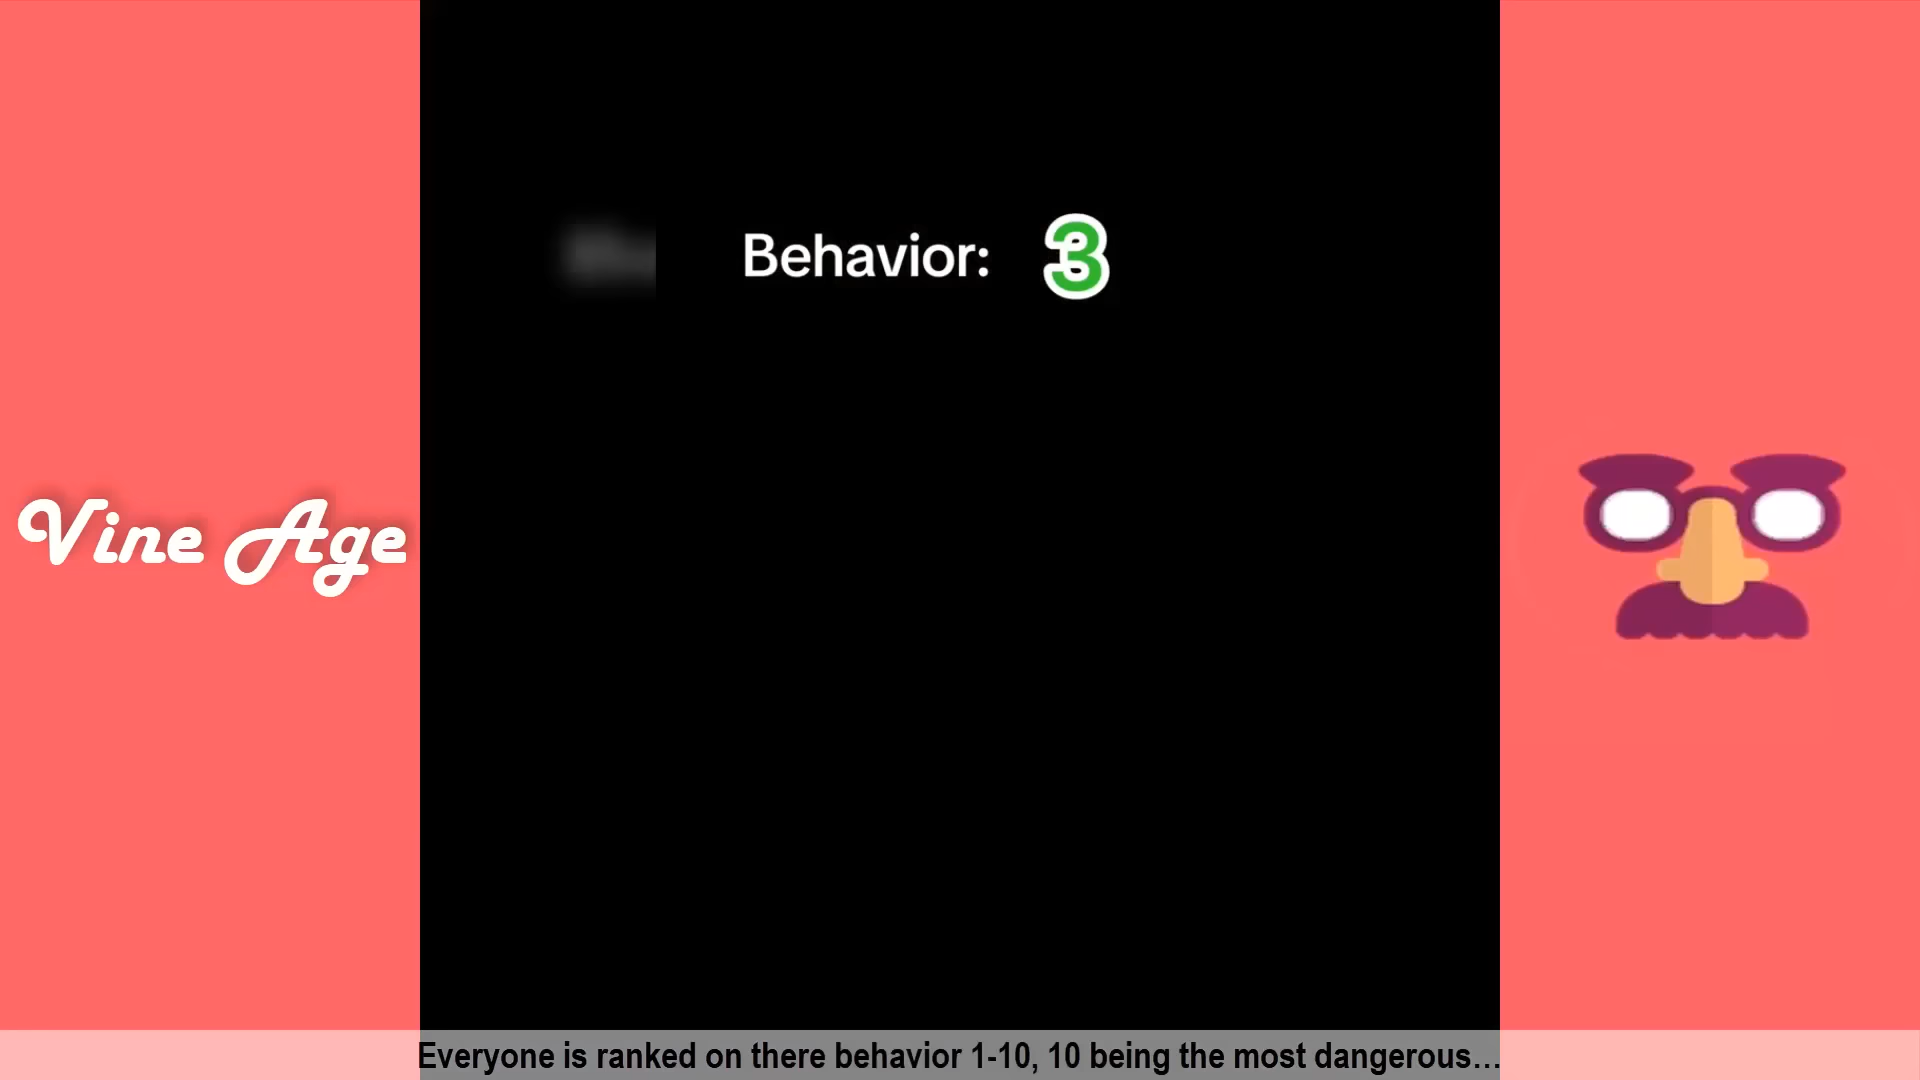 Behavior: 3
Vine Age
Everyone is ranked on there behavior 1-10, 10 being the most dangerous...